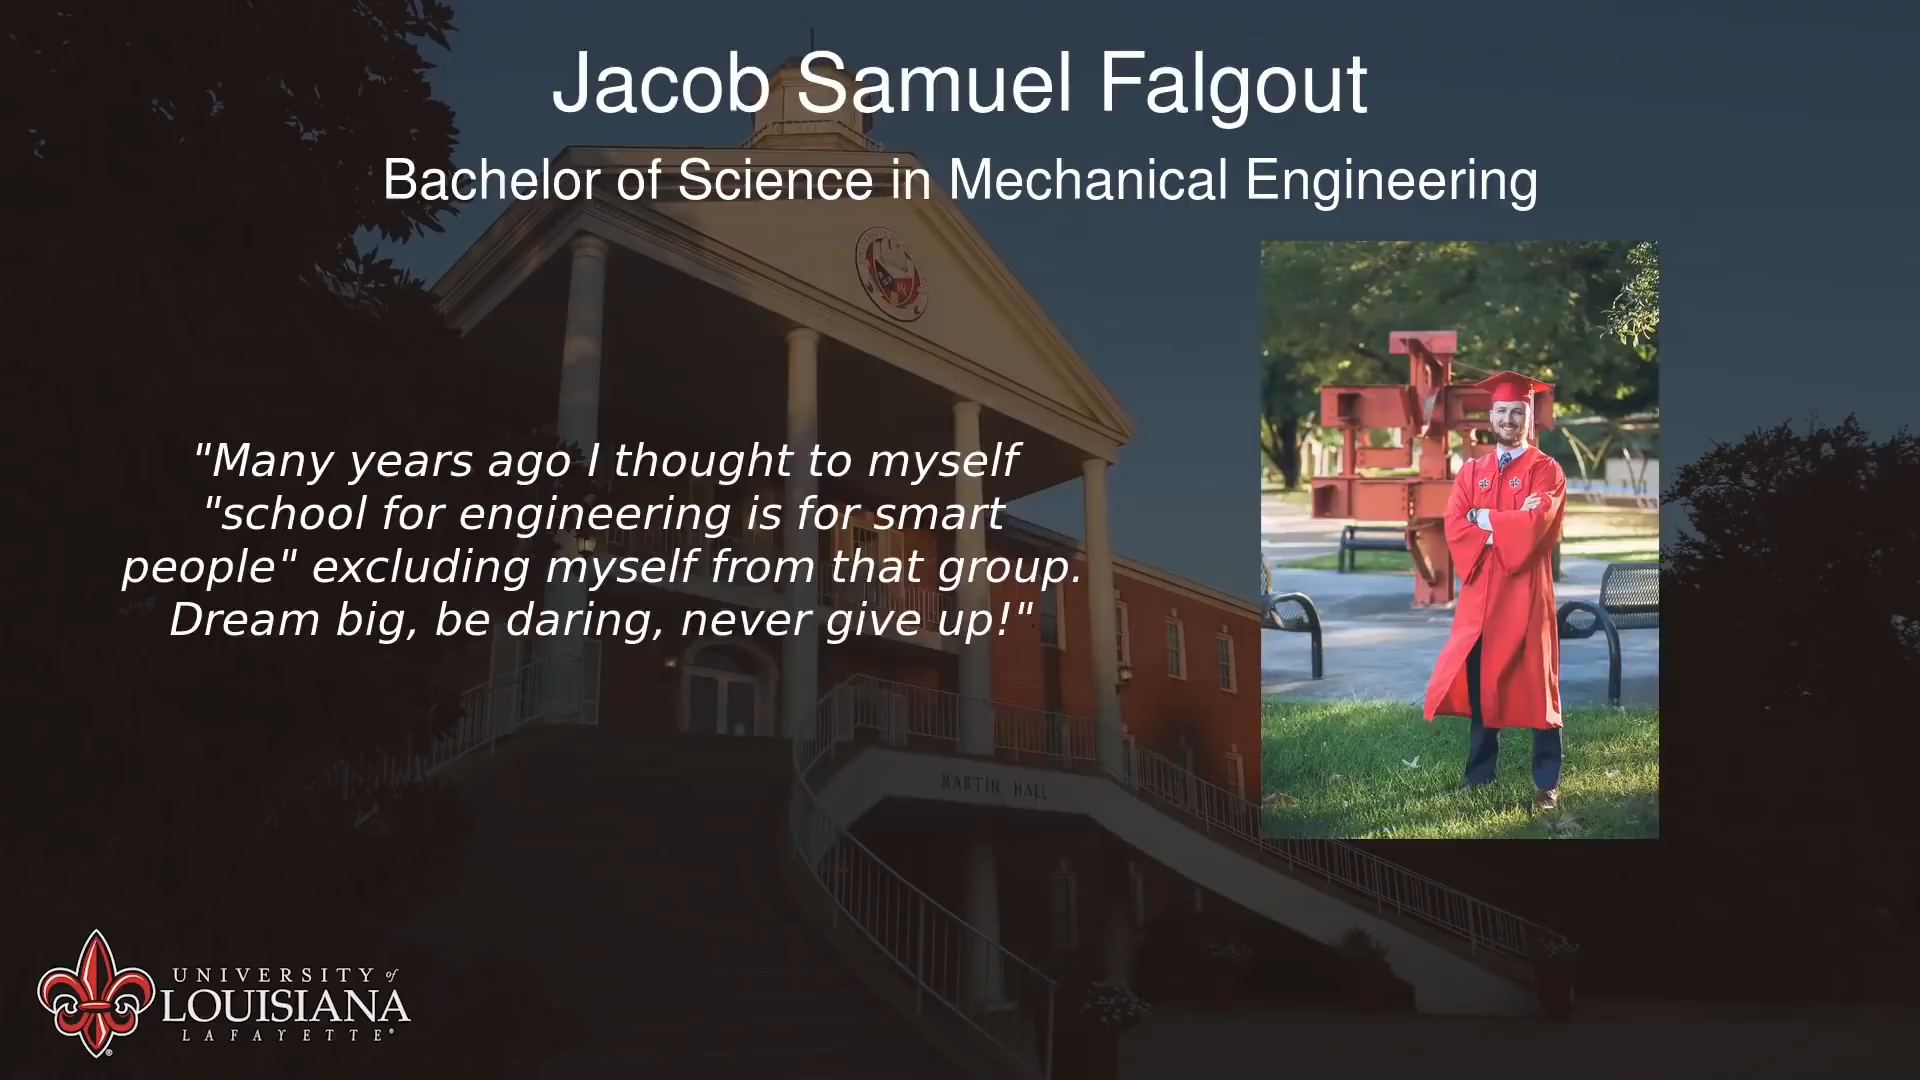 Jacob Samuel Falgout
Bachelor of Science in Mechanical Engineering
"Many years ago I thought to myself
"school for engineering is for smart
people" excluding myself from that group.
Dream big, be daring, never give up!"
MARTIN HALL
UNIVERSITY of
LOUISIANA
LAFAYETTE®